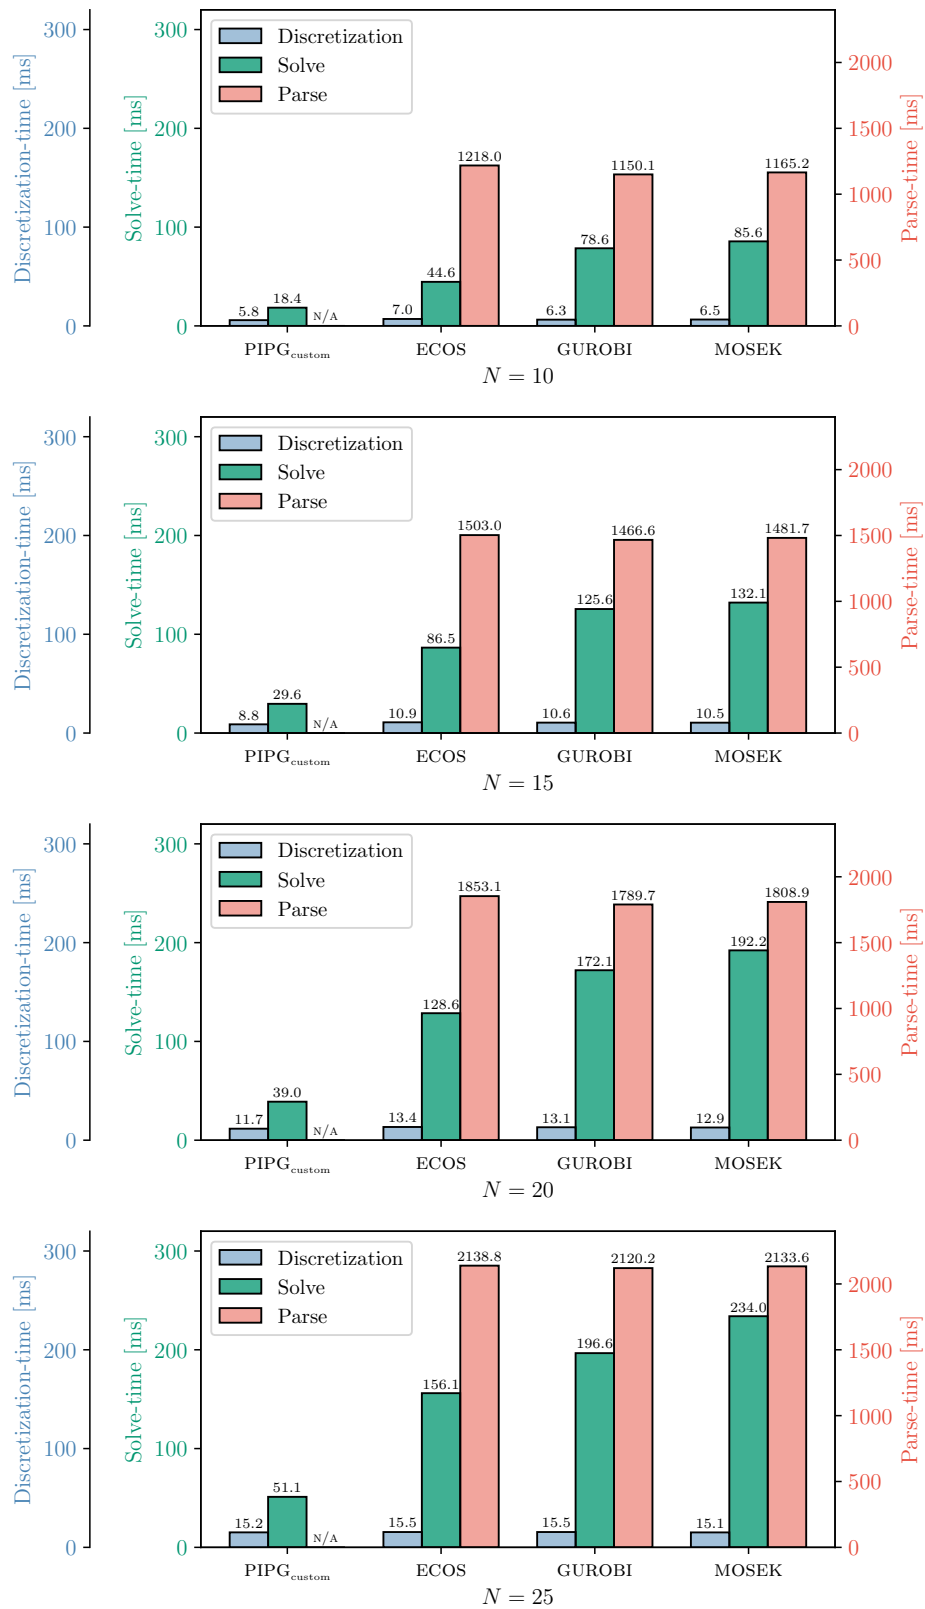 Discretization-time [ms]
300
200
100
0
Solve-time [ms]
300
200
100
0
Discretization
Solve
Parse
5.8
18.4
N/A
7.0
44.6
1218.0
6.3
78.6
1150.1
6.5
85.6
1165.2
PIPG_custom
ECOS
GUROBI
MOSEK
N = 10
2000
1500
1000
500
0
Parse-time [ms]
Discretization-time [ms]
300
200
100
0
Solve-time [ms]
300
200
100
0
Discretization
Solve
Parse
8.8
29.6
N/A
10.9
86.5
1503.0
10.6
125.6
1466.6
10.5
132.1
1481.7
PIPG_custom
ECOS
GUROBI
MOSEK
N = 15
2000
1500
1000
500
0
Parse-time [ms]
Discretization-time [ms]
300
200
100
0
Solve-time [ms]
300
200
100
0
Discretization
Solve
Parse
11.7
39.0
N/A
13.4
128.6
1853.1
13.1
172.1
1789.7
12.9
192.2
1808.9
PIPG_custom
ECOS
GUROBI
MOSEK
N = 20
2000
1500
1000
500
0
Parse-time [ms]
Discretization-time [ms]
300
200
100
0
Solve-time [ms]
300
200
100
0
Discretization
Solve
Parse
15.2
51.1
N/A
15.5
156.1
2138.8
15.5
196.6
2120.2
15.1
234.0
2133.6
PIPG_custom
ECOS
GUROBI
MOSEK
N = 25
2000
1500
1000
500
0
Parse-time [ms]